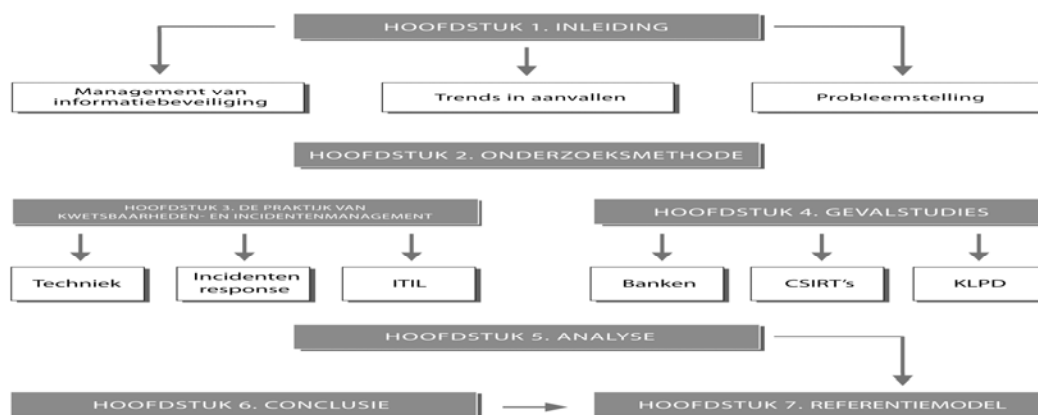 HOOFDSTUK 1. INLEIDING
Management van
informatiebeveiliging
Trends in aanvallen
Probleemstelling
HOOFDSTUK 2. ONDERZOEKSMETHODE
HOOFDSTUK 3. DE PRAKTIJK VAN
KWETSBAARHEDEN- EN INCIDENTENMANAGEMENT
HOOFDSTUK 4. GEVALSTUDIES
Techniek
Incidenten
response
ITIL
Banken
CSIRT's
KLPD
HOOFDSTUK 5. ANALYSE
HOOFDSTUK 6. CONCLUSIE
HOOFDSTUK 7. REFERENTIEMODEL